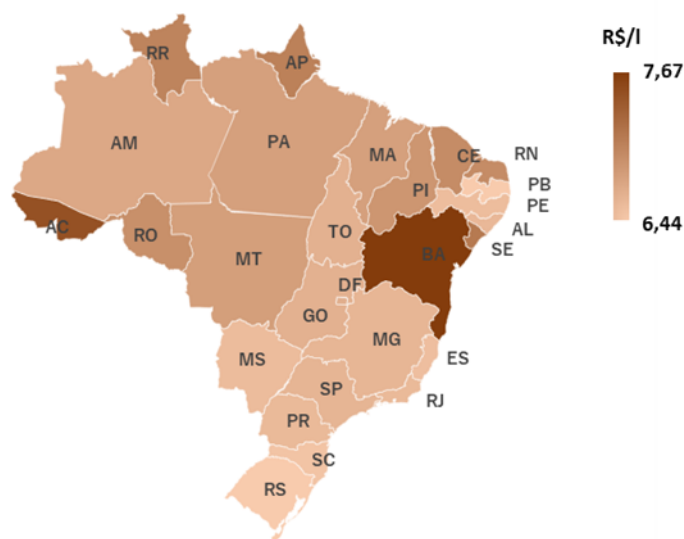 RR
AP
R$/l
7,67
AM
PA
MA
CE
RN
PI
PB
PE
AC
RO
TO
AL
6,44
MT
BA
SE
DF
GO
MG
MS
ES
SP
RJ
PR
SC
RS